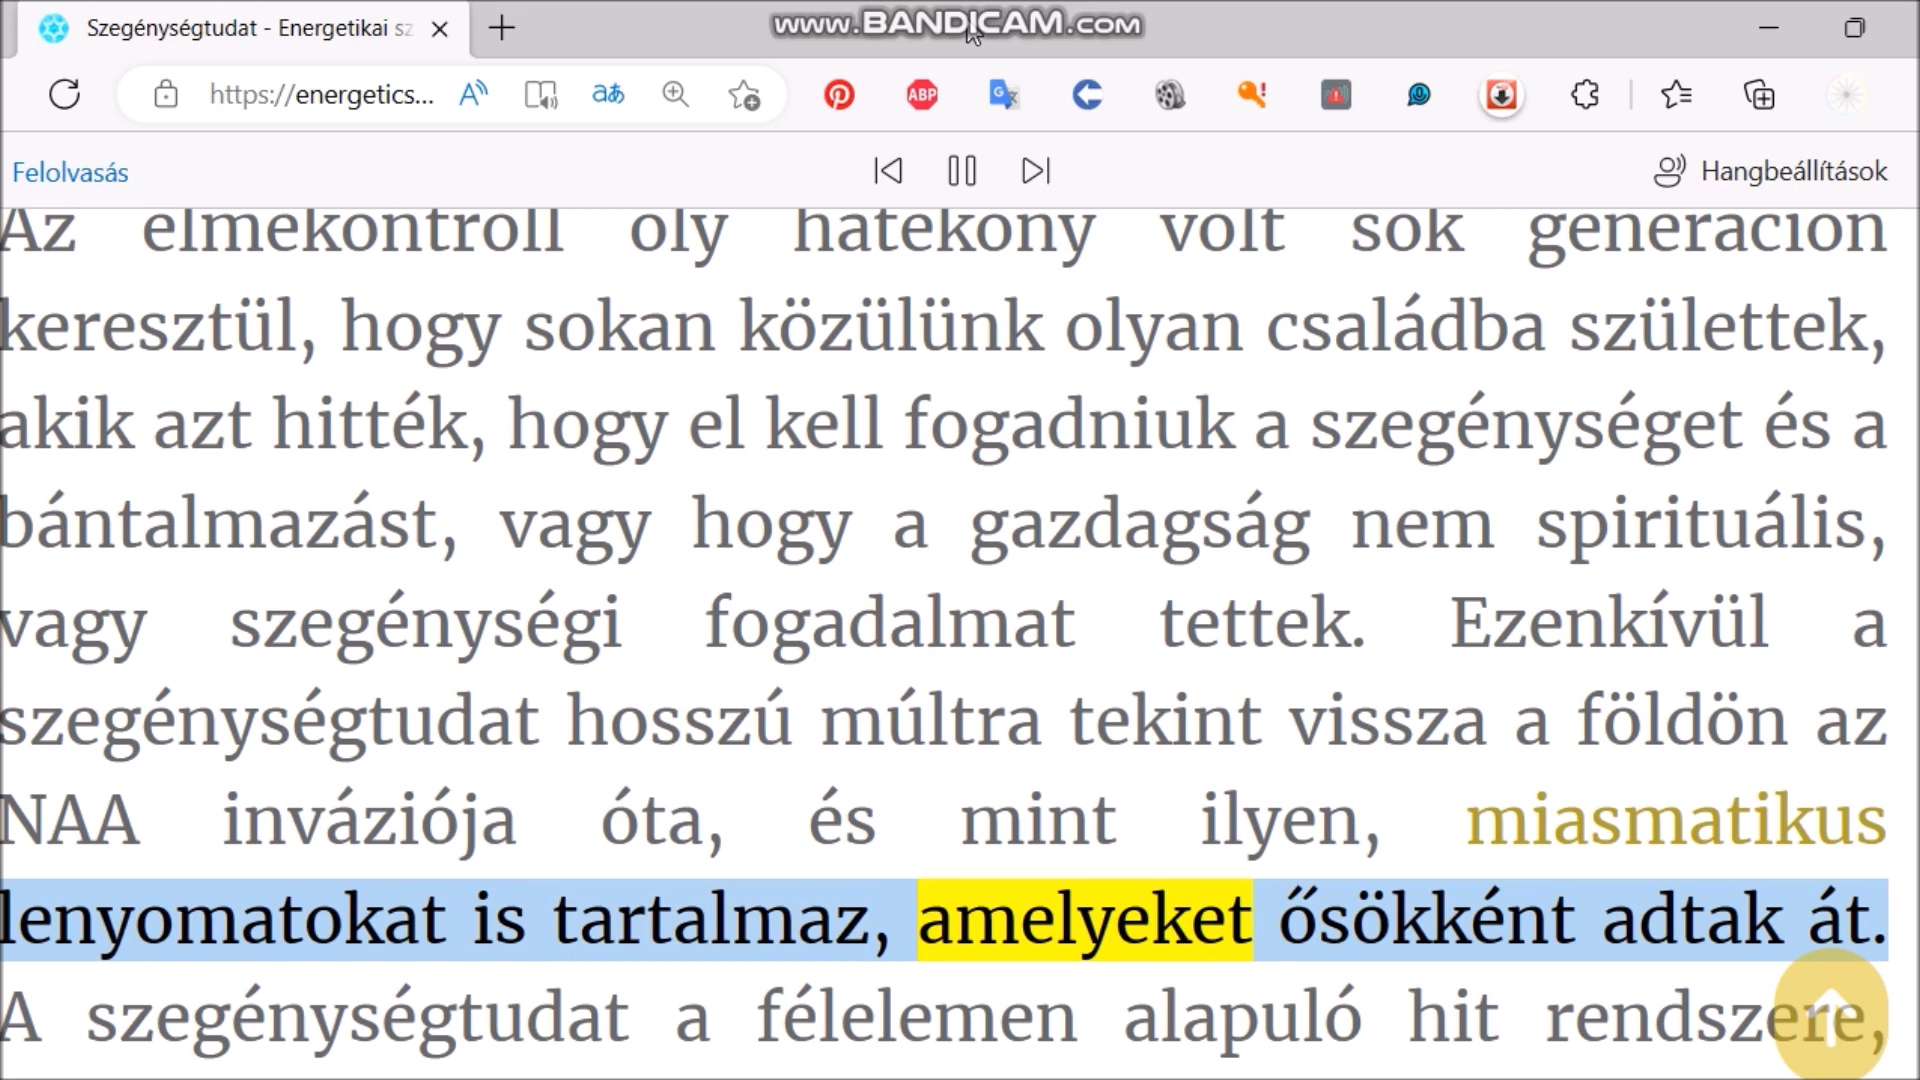 Szegénységtudat - Energetikai sz
www.BANDICAM.com
https://energetics...
ABP
Felolvasás
Hangbeállítások
Az elmekontroll oly hatékony volt sok generáción
keresztül, hogy sokan közülünk olyan családba születtek,
akik azt hitték, hogy el kell fogadniuk a szegénységet és a
bántalmazást, vagy hogy a gazdagság nem spirituális,
vagy szegénységi fogadalmat tettek. Ezenkívül a
szegénységtudat hosszú múltra tekint vissza a földön az
NAA inváziója óta, és mint ilyen, miasmatikus
lenyomatokat is tartalmaz, amelyeket ősökként adtak át.
A szegénységtudat a félelemen alapuló hit rendszere,